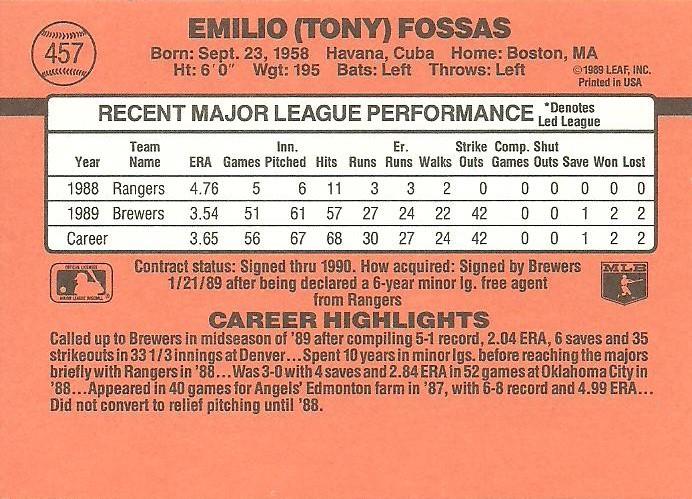 457
EMILIO (TONY) FOSSAS
Born: Sept. 23, 1958 Havana, Cuba Home: Boston, MA
Ht: 6'0" Wgt: 195 Bats: Left Throws: Left
©1989 LEAF, INC.
Printed in USA
RECENT MAJOR LEAGUE PERFORMANCE *Denotes
Led League
Year Team Name ERA Games Inn. Pitched Hits Runs Er. Runs Walks Strike Outs Comp. Games Shut Outs Save Won Lost
1988 Rangers 4.76 5 6 11 3 3 2 0 0 0 0 0 0
1989 Brewers 3.54 51 61 57 27 24 22 42 0 0 1 2 2
Career 3.65 56 67 68 30 27 24 42 0 0 1 2 2
OFFICIAL LICENSEE
MAJOR LEAGUE BASEBALL
Contract status: Signed thru 1990. How acquired: Signed by Brewers
1/21/89 after being declared a 6-year minor lg. free agent
from Rangers
MLB
CAREER HIGHLIGHTS
Called up to Brewers in midseason of '89 after compiling 5-1 record, 2.04 ERA, 6 saves and 35
strikeouts in 33 1/3 innings at Denver...Spent 10 years in minor lgs. before reaching the majors
briefly with Rangers in '88...Was 3-0 with 4 saves and 2.84 ERA in 52 games at Oklahoma City in
'88...Appeared in 40 games for Angels' Edmonton farm in '87, with 6-8 record and 4.99 ERA...
Did not convert to relief pitching until '88.